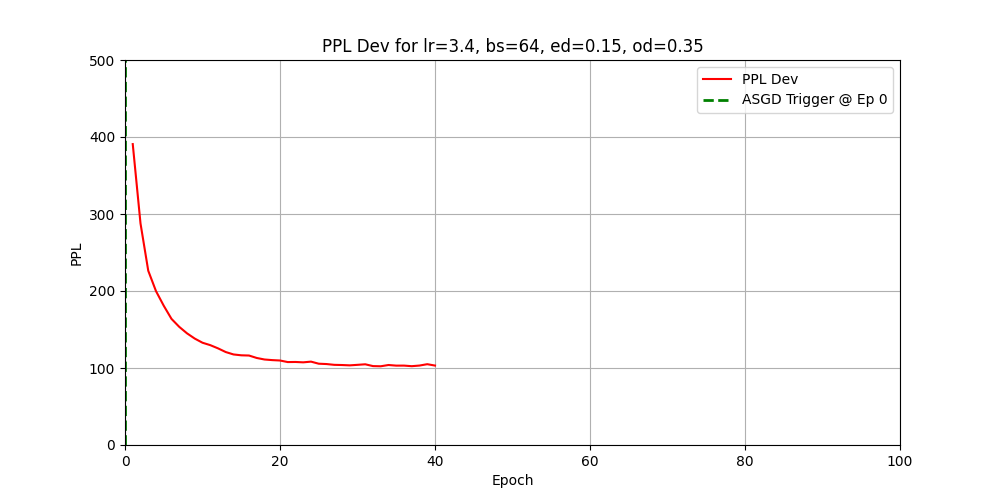 PPL Dev for lr=3.4, bs=64, ed=0.15, od=0.35
PPL Dev
ASGD Trigger @ Ep 0
500
400
300
200
100
0
PPL
0 20 40 60 80 100
Epoch